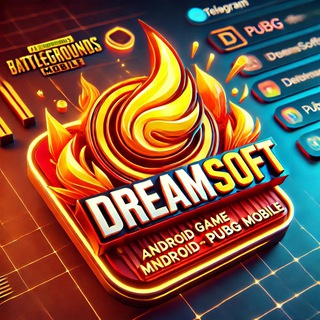 Telegram
PUBG
BATTLEGROUNDS
MOBILE
DREAMSOFT
ANDROID GAME
MNDROID- PUBG MOBILE